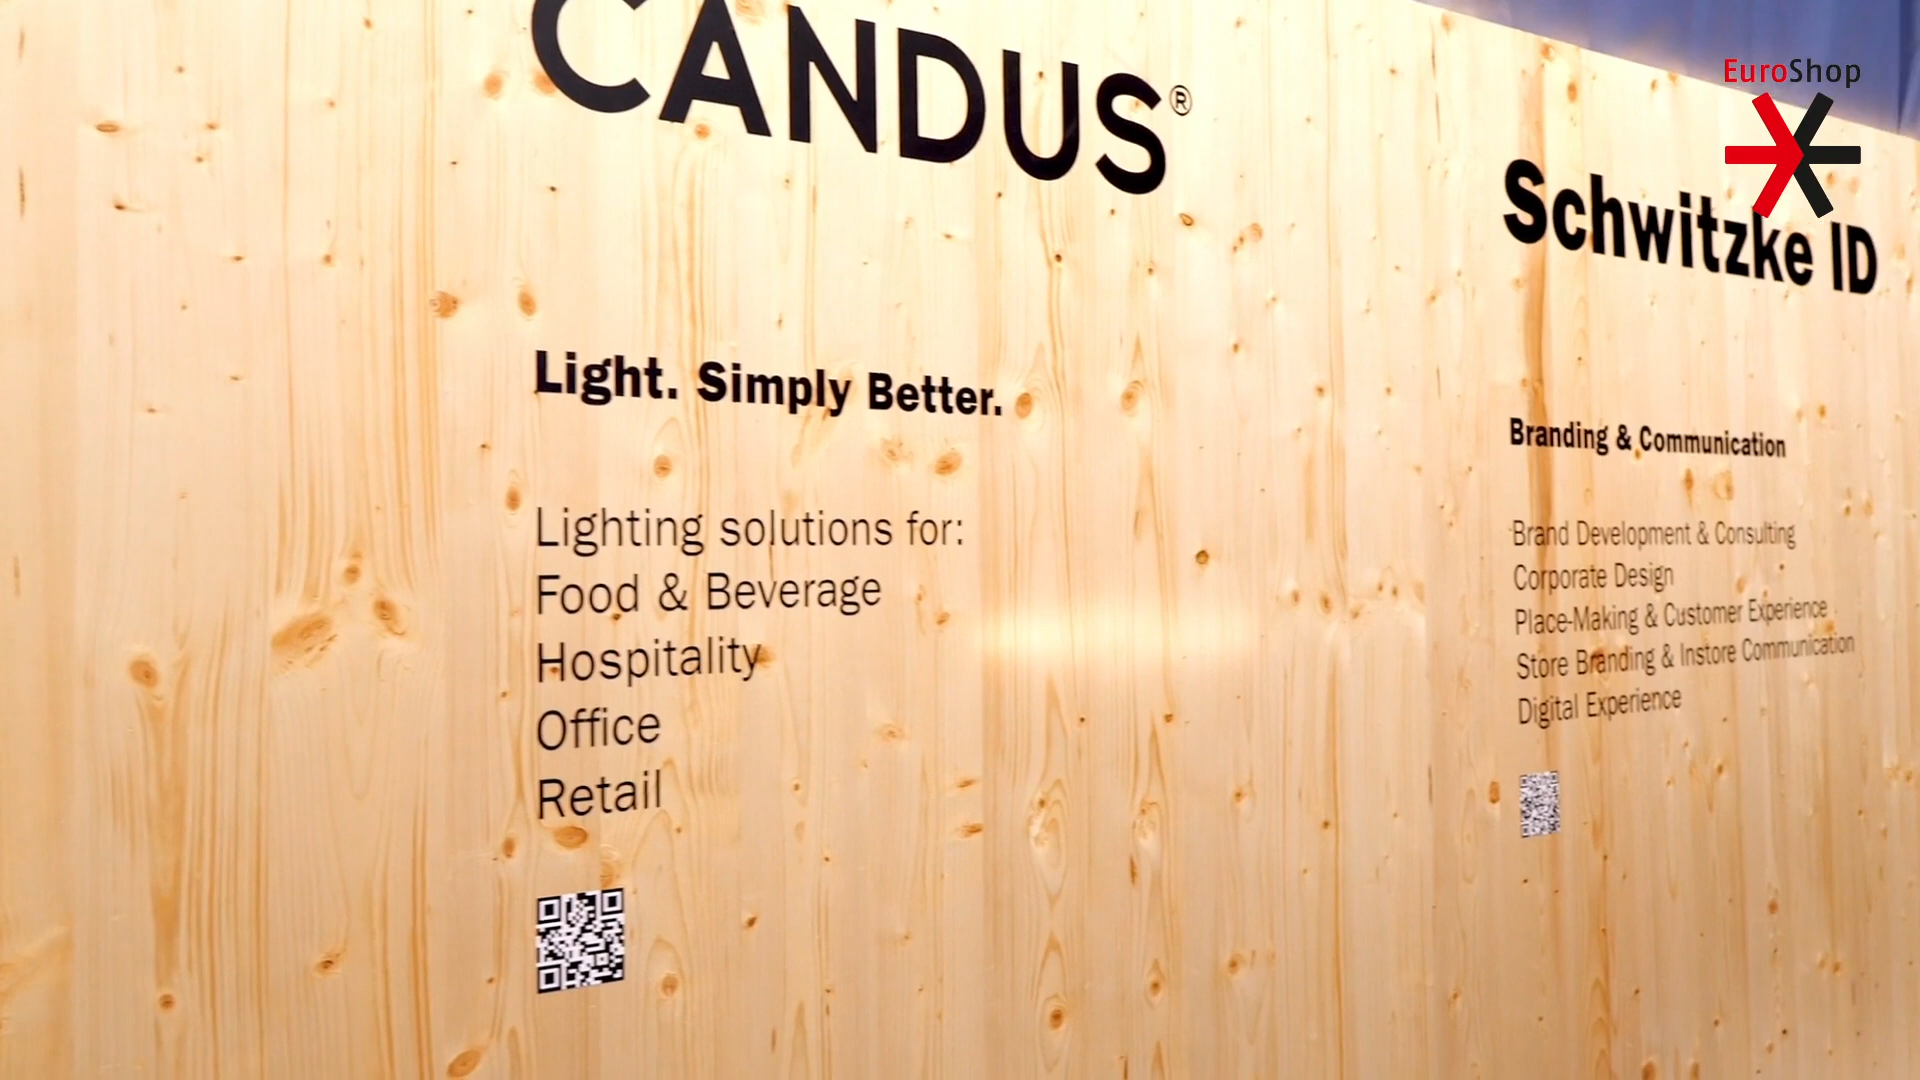 CANDUS®
Light. Simply Better.
Lighting solutions for:
Food & Beverage
Hospitality
Office
Retail
EuroShop
Schwitzke ID
Branding & Communication
Brand Development & Consulting
Corporate Design
Place-Making & Customer Experience
Store Branding & Instore Communication
Digital Experience